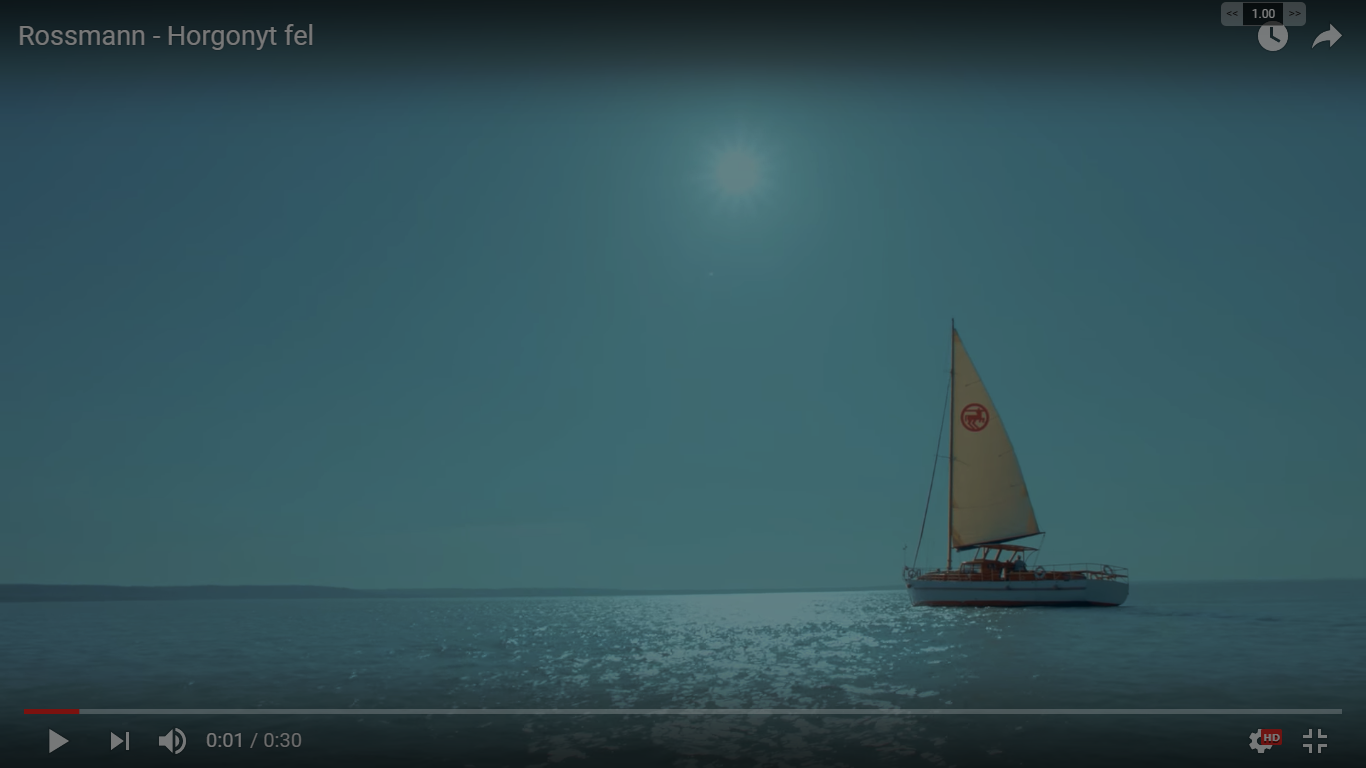 Rossmann - Horgonyt fel
<< 1.00 >>
0:01 / 0:30
HD